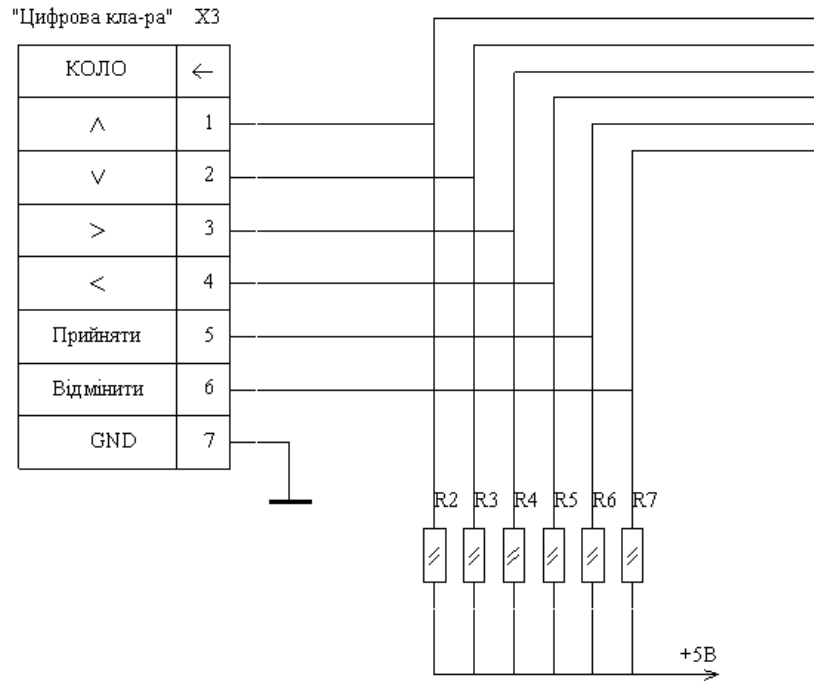 "Цифрова кла-ра" X3
КОЛО ←
˄ 1
˅ 2
> 3
< 4
Прийняти 5
Відмінити 6
GND 7
R2 R3 R4 R5 R6 R7
+5В